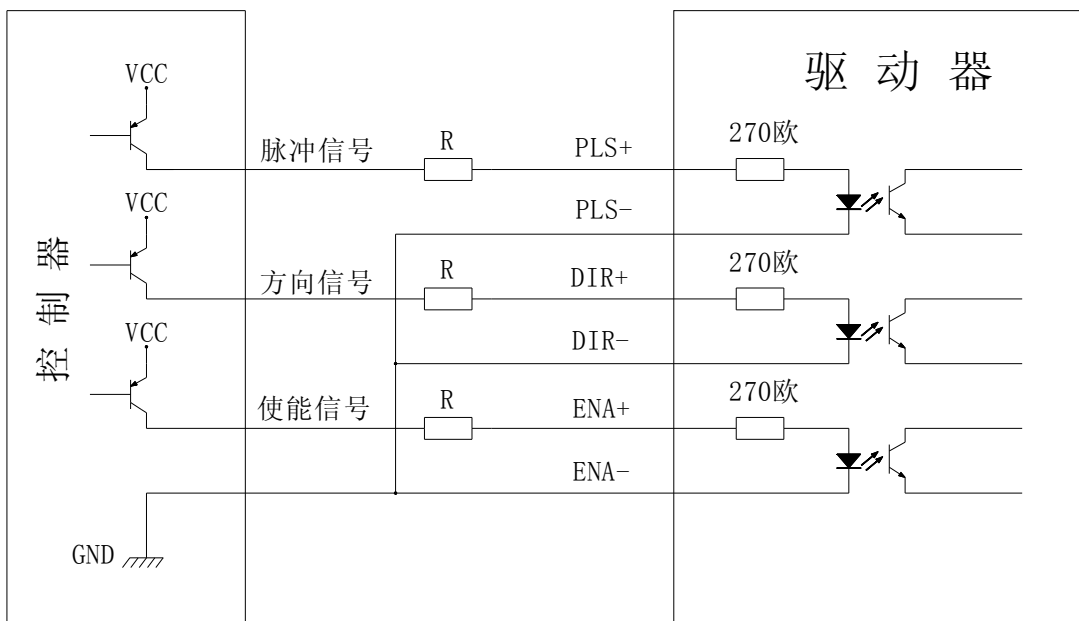 驱动器
VCC
脉冲信号
R
PLS+
270欧
PLS-
VCC
控制器
方向信号
R
DIR+
270欧
DIR-
VCC
使能信号
R
ENA+
270欧
ENA-
GND